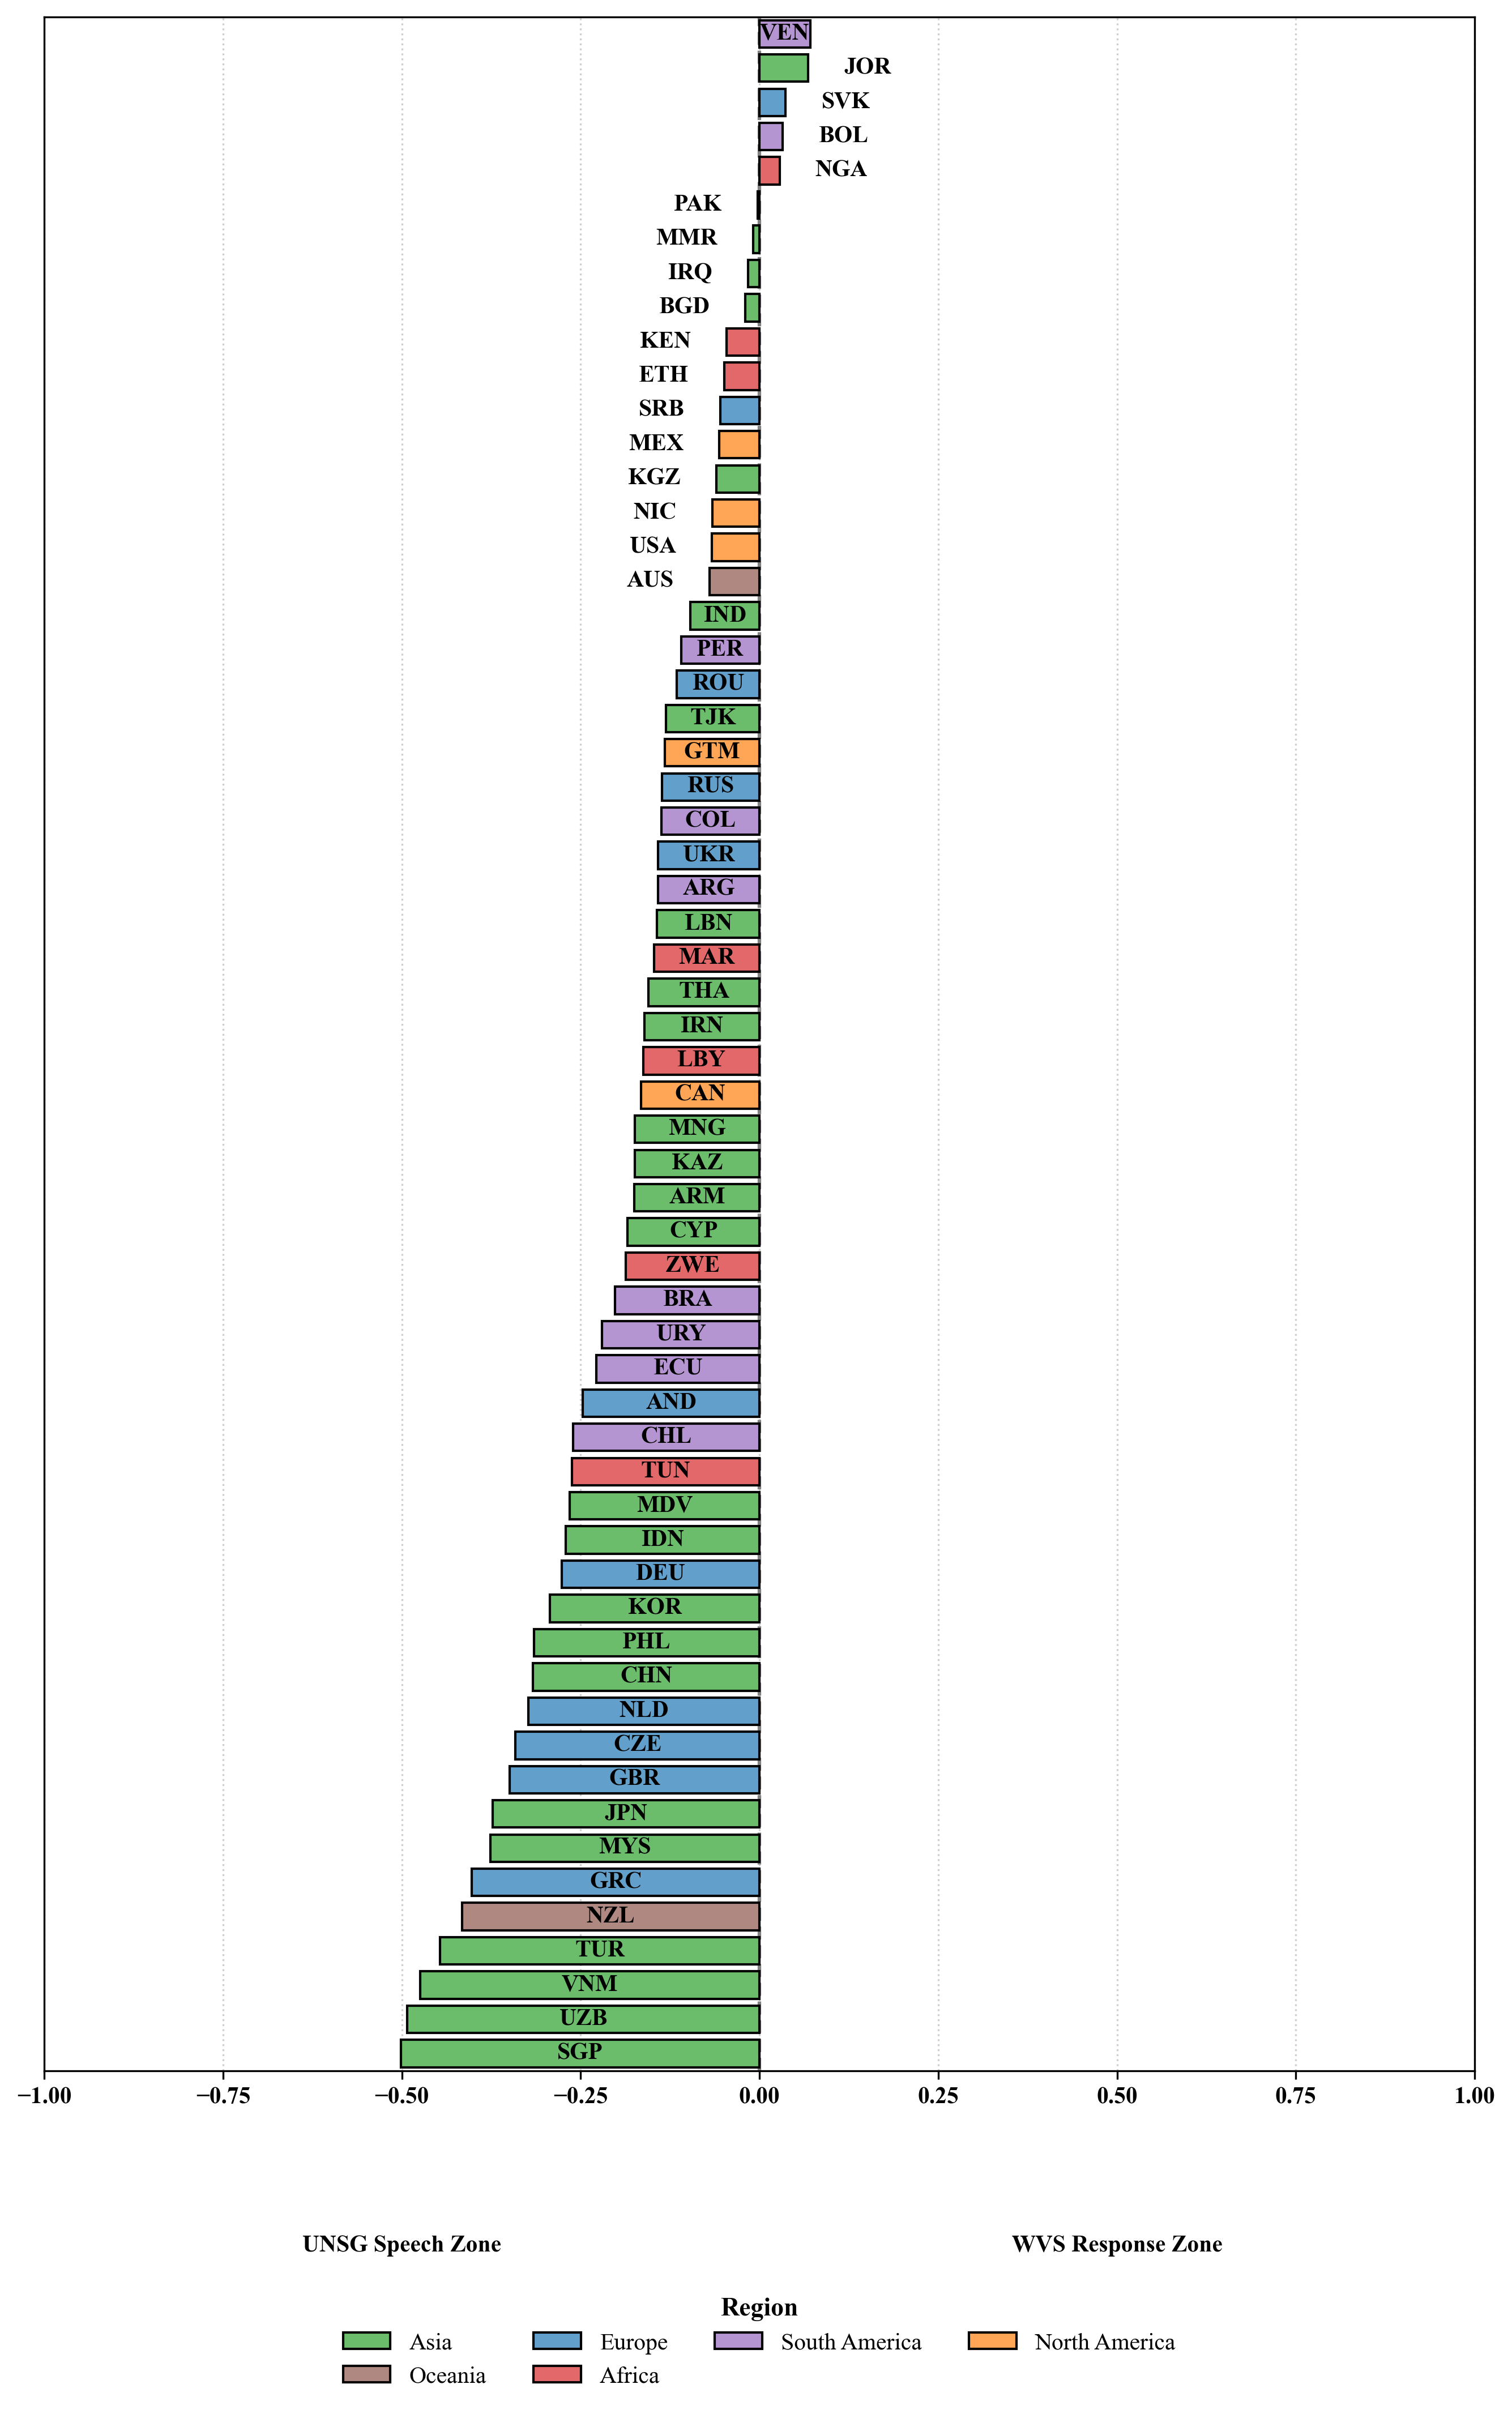 VEN
JOR
SVK
BOL
NGA
PAK
MMR
IRQ
BGD
KEN
ETH
SRB
MEX
KGZ
NIC
USA
AUS
IND
PER
ROU
TJK
GTM
RUS
COL
UKR
ARG
LBN
MAR
THA
IRN
LBY
CAN
MNG
KAZ
ARM
CYP
ZWE
BRA
URY
ECU
AND
CHL
TUN
MDV
IDN
DEU
KOR
PHL
CHN
NLD
CZE
GBR
JPN
MYS
GRC
NZL
TUR
VNM
UZB
SGP
−1.00 −0.75 −0.50 −0.25 0.00 0.25 0.50 0.75 1.00
UNSG Speech Zone WVS Response Zone
Region
Asia Europe South America North America
Oceania Africa